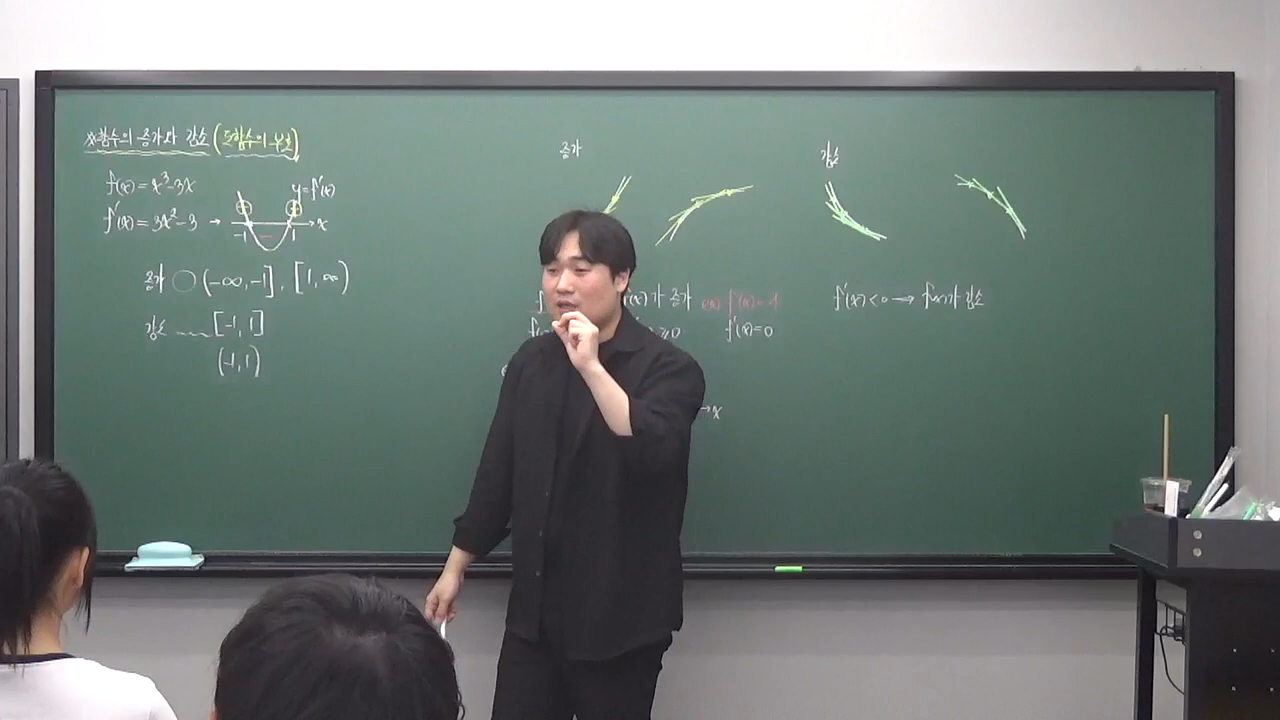 ※함수의 증가와 감소 (도함수의 부호)
f(x) = x³-3x
f'(x) = 3x²-3 →
y=f'(x)
x
-1
1
증가 (-∞, -1], [1, ∞)
감소 [-1, 1]
(-1, 1)
증가
f'(x)가 증가
≥0
f'(x)=0
→x
감소
f'(x)<0 → f(x)가 감소